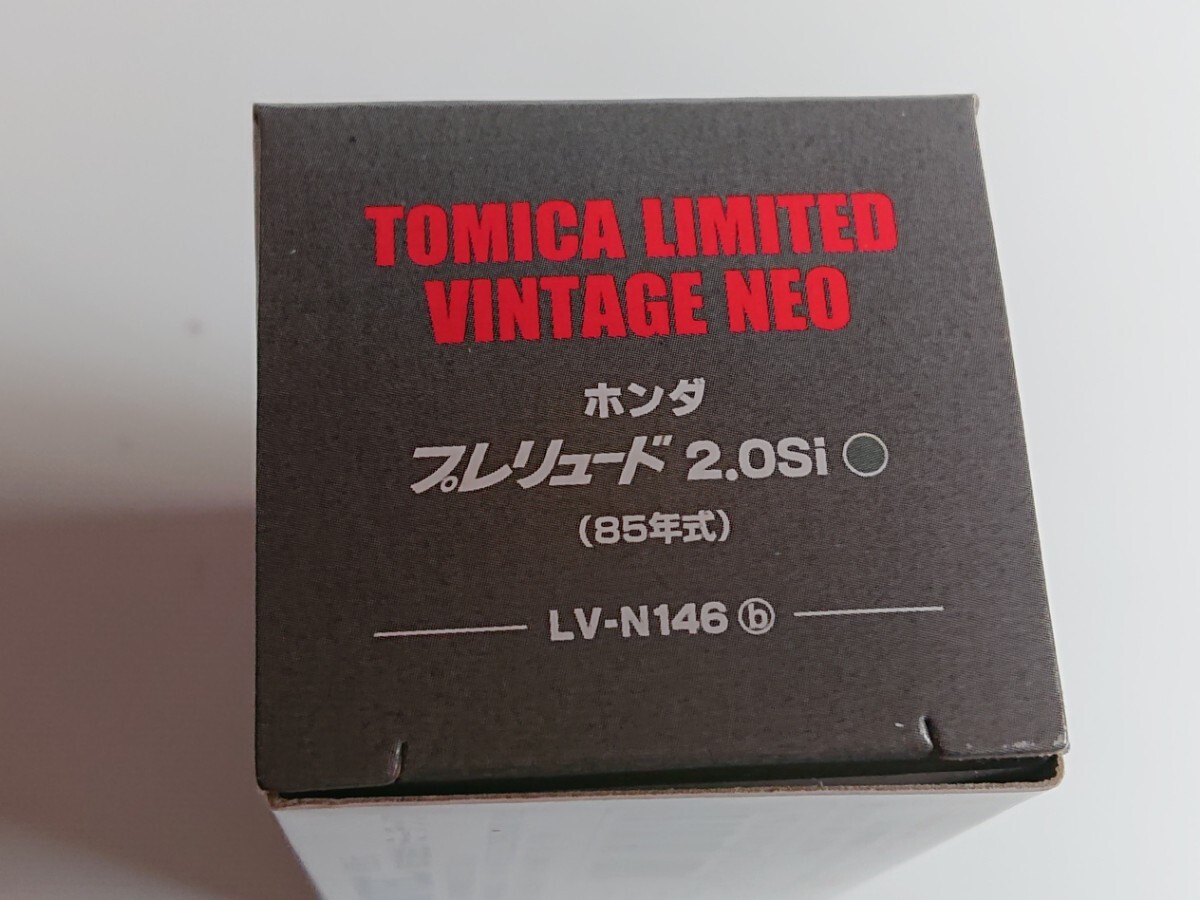 TOMICA LIMITED
VINTAGE NEO
ホンダ
プレリュード 2.0Si
(85年式)
LV-N146 ⓑ